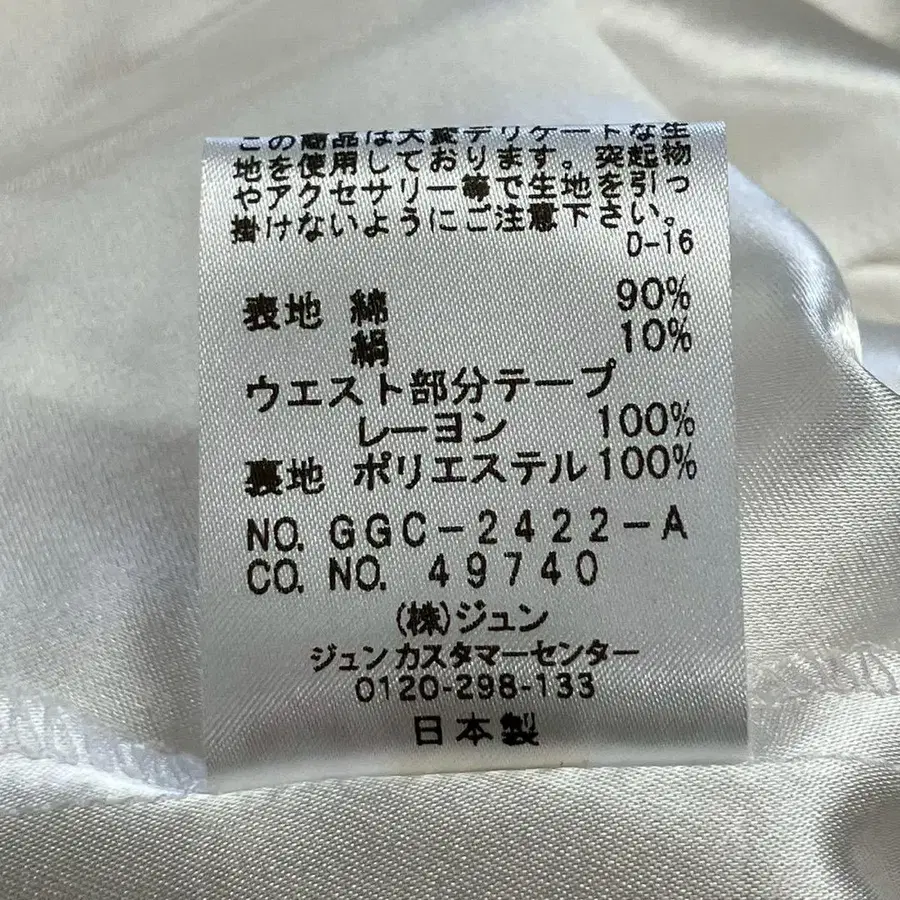 この商品は大変デリケートな生
地を使用しております。突起物
やアクセサリー等で生地を引っ
掛けないようにご注意下さい。
D-16
表地 綿 90%
絹 10%
ウエスト部分テープ
レーヨン 100%
裏地 ポリエステル 100%
NO. GGC-2422-A
CO. NO. 49740
(株)ジュン
ジュンカスタマーセンター
0120-298-133
日本製